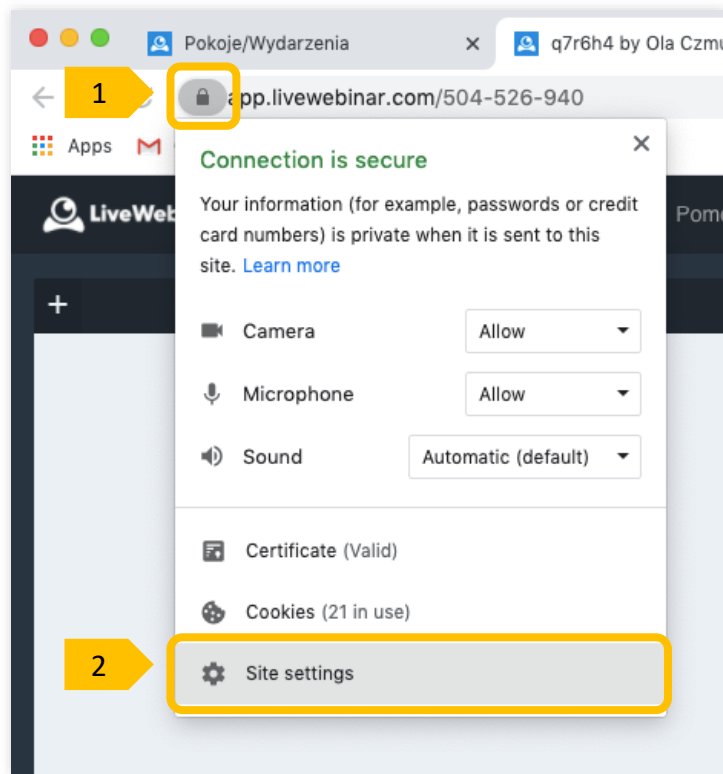 Pokoje/Wydarzenia
q7r6h4 by Ola Czmu
1
app.livewebinar.com/504-526-940
Apps
Connection is secure
LiveWeb
Your information (for example, passwords or credit
card numbers) is private when it is sent to this
site. Learn more
Pomo
+
Camera Allow
Microphone Allow
Sound Automatic (default)
Certificate (Valid)
Cookies (21 in use)
2
Site settings